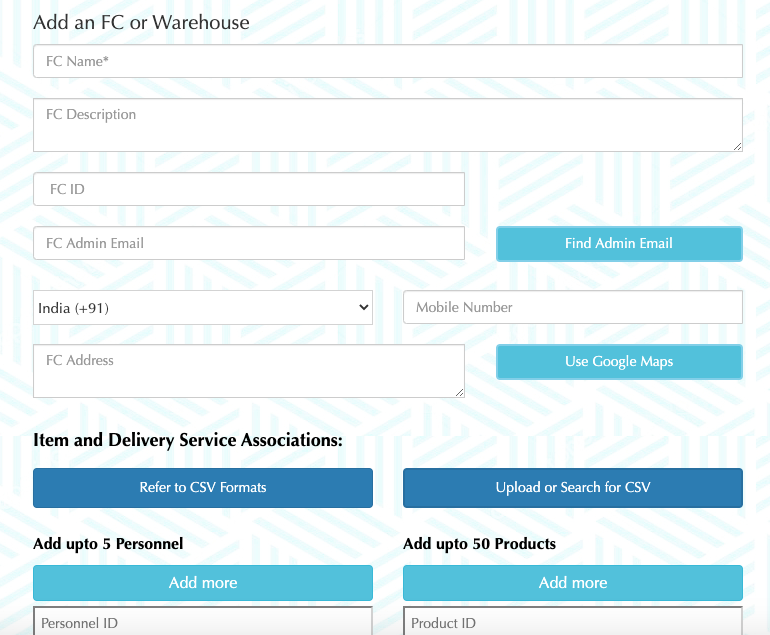 Add an FC or Warehouse
FC Name*
FC Description
FC ID
FC Admin Email
Find Admin Email
India (+91)
Mobile Number
FC Address
Use Google Maps
Item and Delivery Service Associations:
Refer to CSV Formats
Upload or Search for CSV
Add upto 5 Personnel
Add upto 50 Products
Add more
Add more
Personnel ID
Product ID